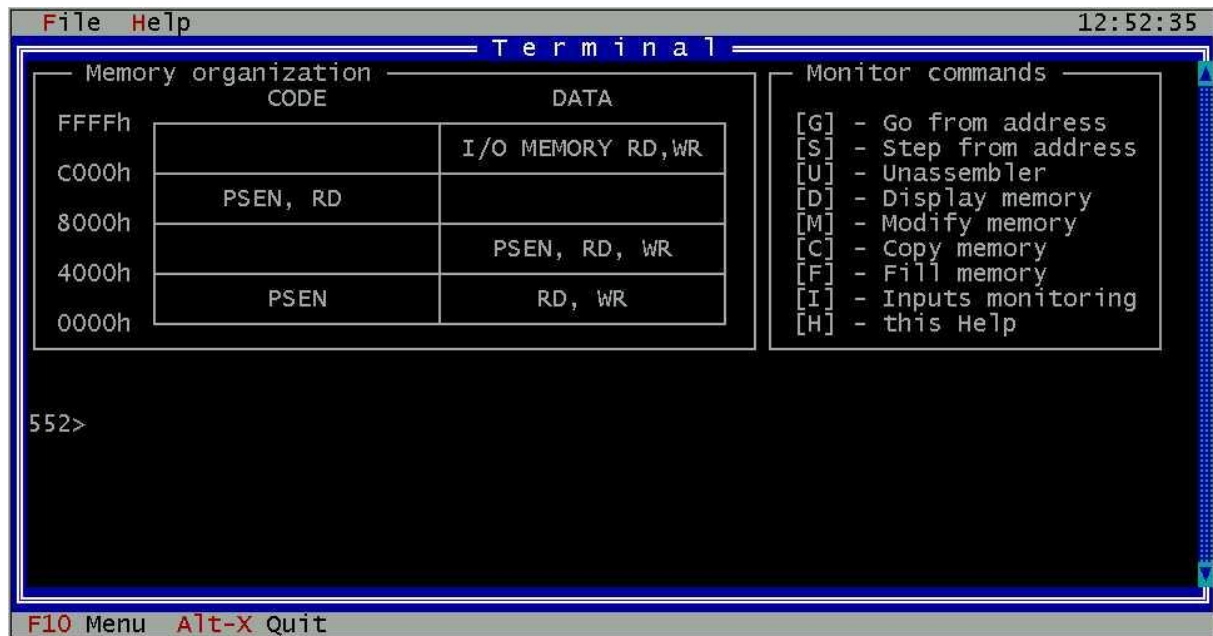 File Help 12:52:35
Terminal
Memory organization
CODE DATA
FFFFh
I/O MEMORY RD,WR
C000h
PSEN, RD
8000h
PSEN, RD, WR
4000h
PSEN RD, WR
0000h
Monitor commands
[G] - Go from address
[S] - Step from address
[U] - Unassembler
[D] - Display memory
[M] - Modify memory
[C] - Copy memory
[F] - Fill memory
[I] - Inputs monitoring
[H] - this Help
552>
F10 Menu Alt-X Quit